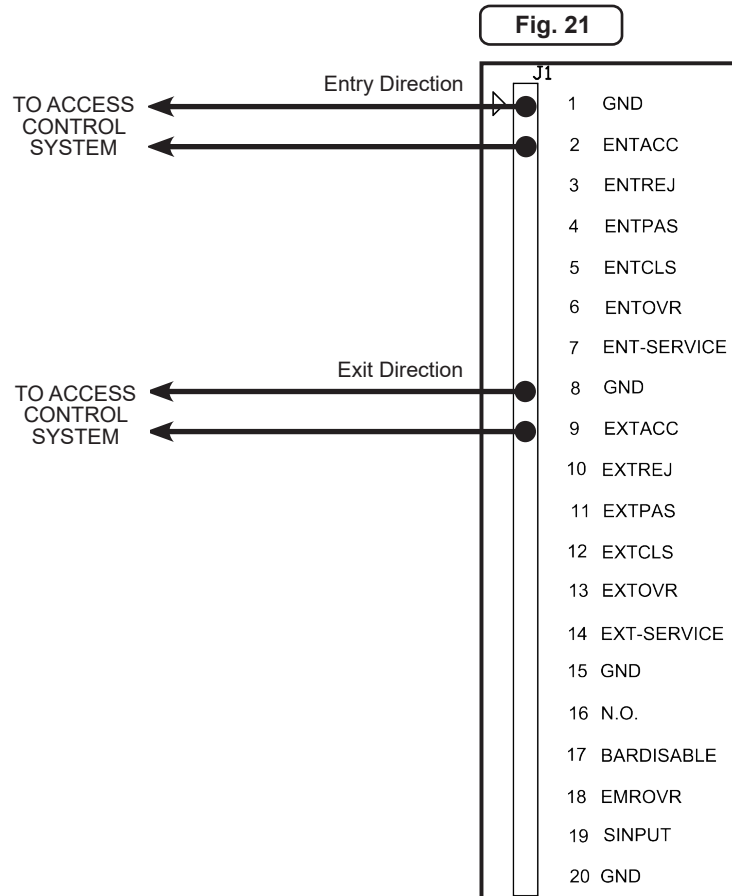 Fig. 21
J1
Entry Direction
TO ACCESS
CONTROL
SYSTEM
1 GND
2 ENTACC
3 ENTREJ
4 ENTPAS
5 ENTCLS
6 ENTOVR
7 ENT-SERVICE
Exit Direction
TO ACCESS
CONTROL
SYSTEM
8 GND
9 EXTACC
10 EXTREJ
11 EXTPAS
12 EXTCLS
13 EXTOVR
14 EXT-SERVICE
15 GND
16 N.O.
17 BARDISABLE
18 EMROVR
19 SINPUT
20 GND